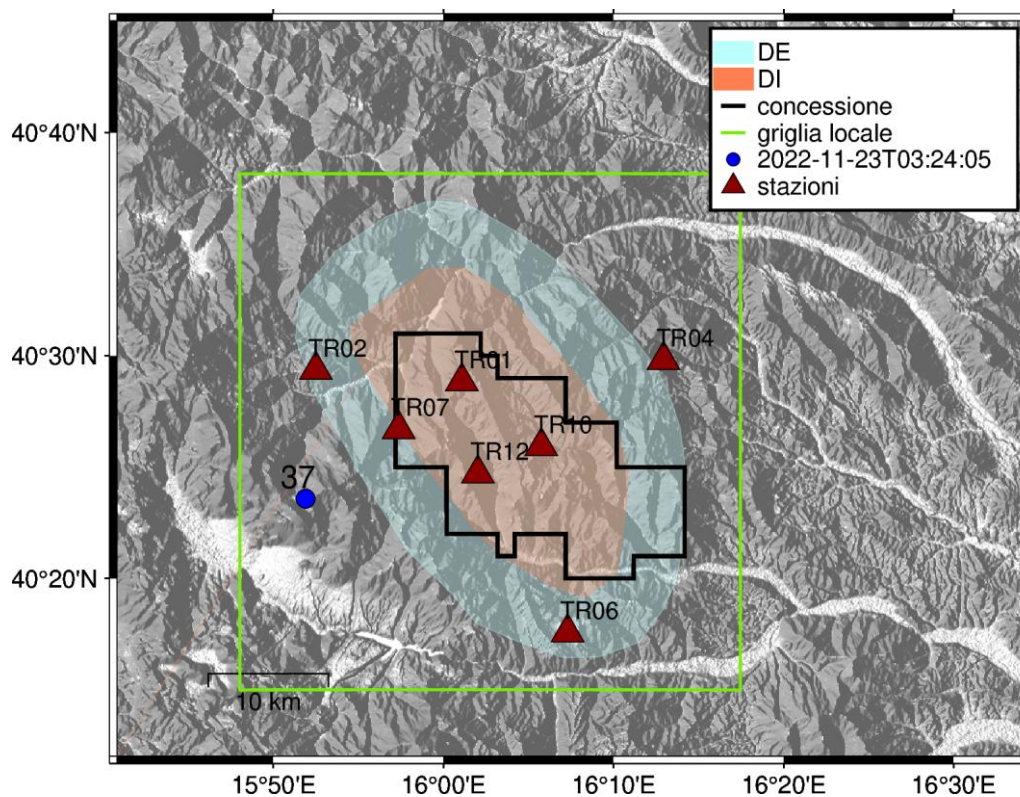 DE
DI
concessione
griglia locale
2022-11-23T03:24:05
stazioni
40°40'N
40°30'N
40°20'N
TR02
TR01
TR04
TR07
TR10
TR12
37
TR06
10 km
15°50'E
16°00'E
16°10'E
16°20'E
16°30'E